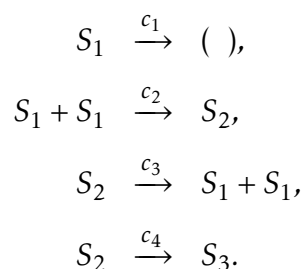 S₁ —c₁→ ( ),
S₁ + S₁ —c₂→ S₂,
S₂ —c₃→ S₁ + S₁,
S₂ —c₄→ S₃.